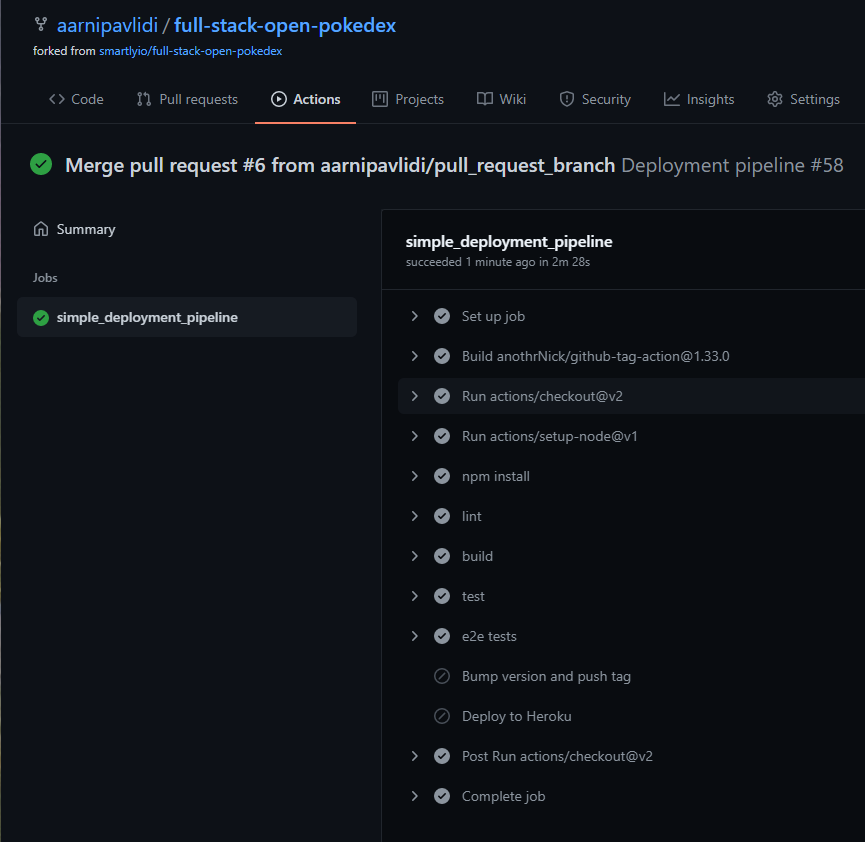 aarnipavlidi / full-stack-open-pokedex
forked from smartlyio/full-stack-open-pokedex
Code Pull requests Actions Projects Wiki Security Insights Settings
Merge pull request #6 from aarnipavlidi/pull_request_branch Deployment pipeline #58
Summary
Jobs
simple_deployment_pipeline
simple_deployment_pipeline
succeeded 1 minute ago in 2m 28s
Set up job
Build anothrNick/github-tag-action@1.33.0
Run actions/checkout@v2
Run actions/setup-node@v1
npm install
lint
build
test
e2e tests
Bump version and push tag
Deploy to Heroku
Post Run actions/checkout@v2
Complete job